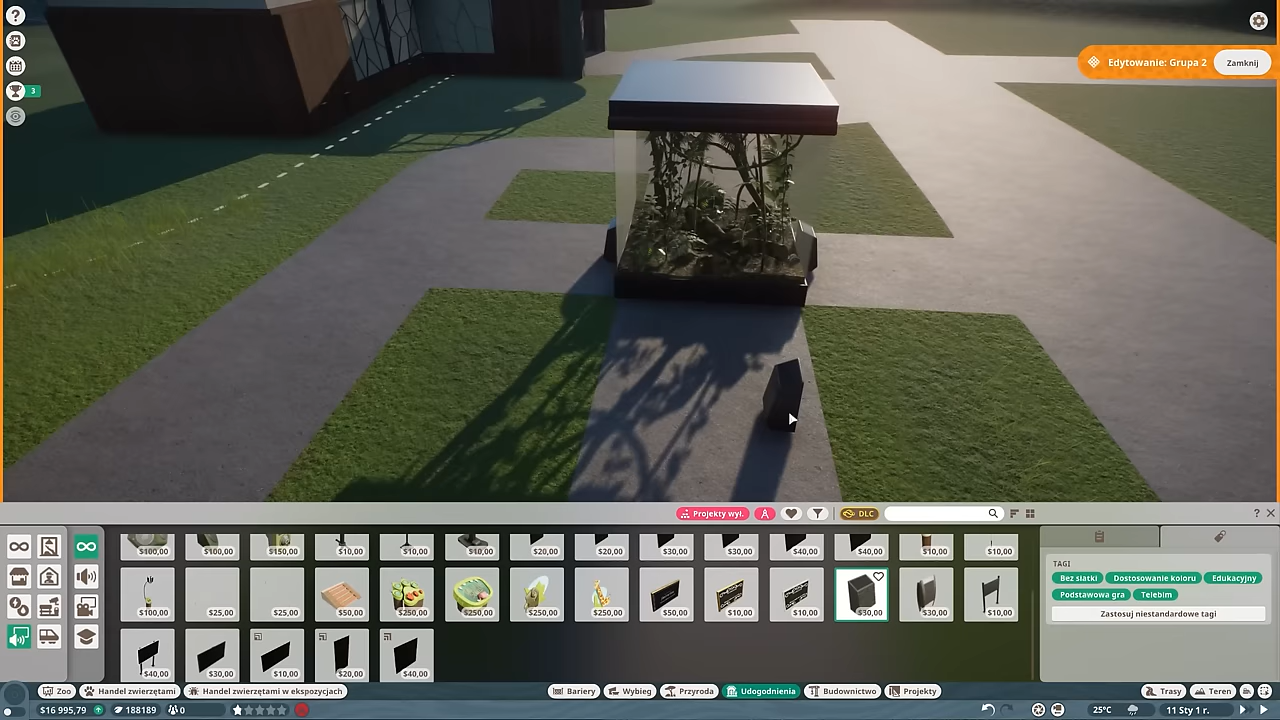 ?
3
Edytowanie: Grupa 2
Zamknij
Projekty wył.
DLC
? ×
$100,00 $100,00 $150,00 $10,00 $10,00 $10,00 $20,00 $20,00 $30,00 $30,00 $40,00 $40,00 $10,00 $10,00
$100,00 $25,00 $25,00 $50,00 $250,00 $250,00 $250,00 $250,00 $50,00 $10,00 $10,00 $30,00 $30,00 $10,00
$40,00 $30,00 $10,00 $20,00 $40,00
TAGI
Bez siatki Dostosowanie koloru Edukacyjny
Podstawowa gra Telebim
Zastosuj niestandardowe tagi
Zoo Handel zwierzętami Handel zwierzętami w ekspozycjach Bariery Wybieg Przyroda Udogodnienia Budownictwo Projekty Trasy Teren
$16 995,79 188189 0 25°C 11 Sty 1 r.